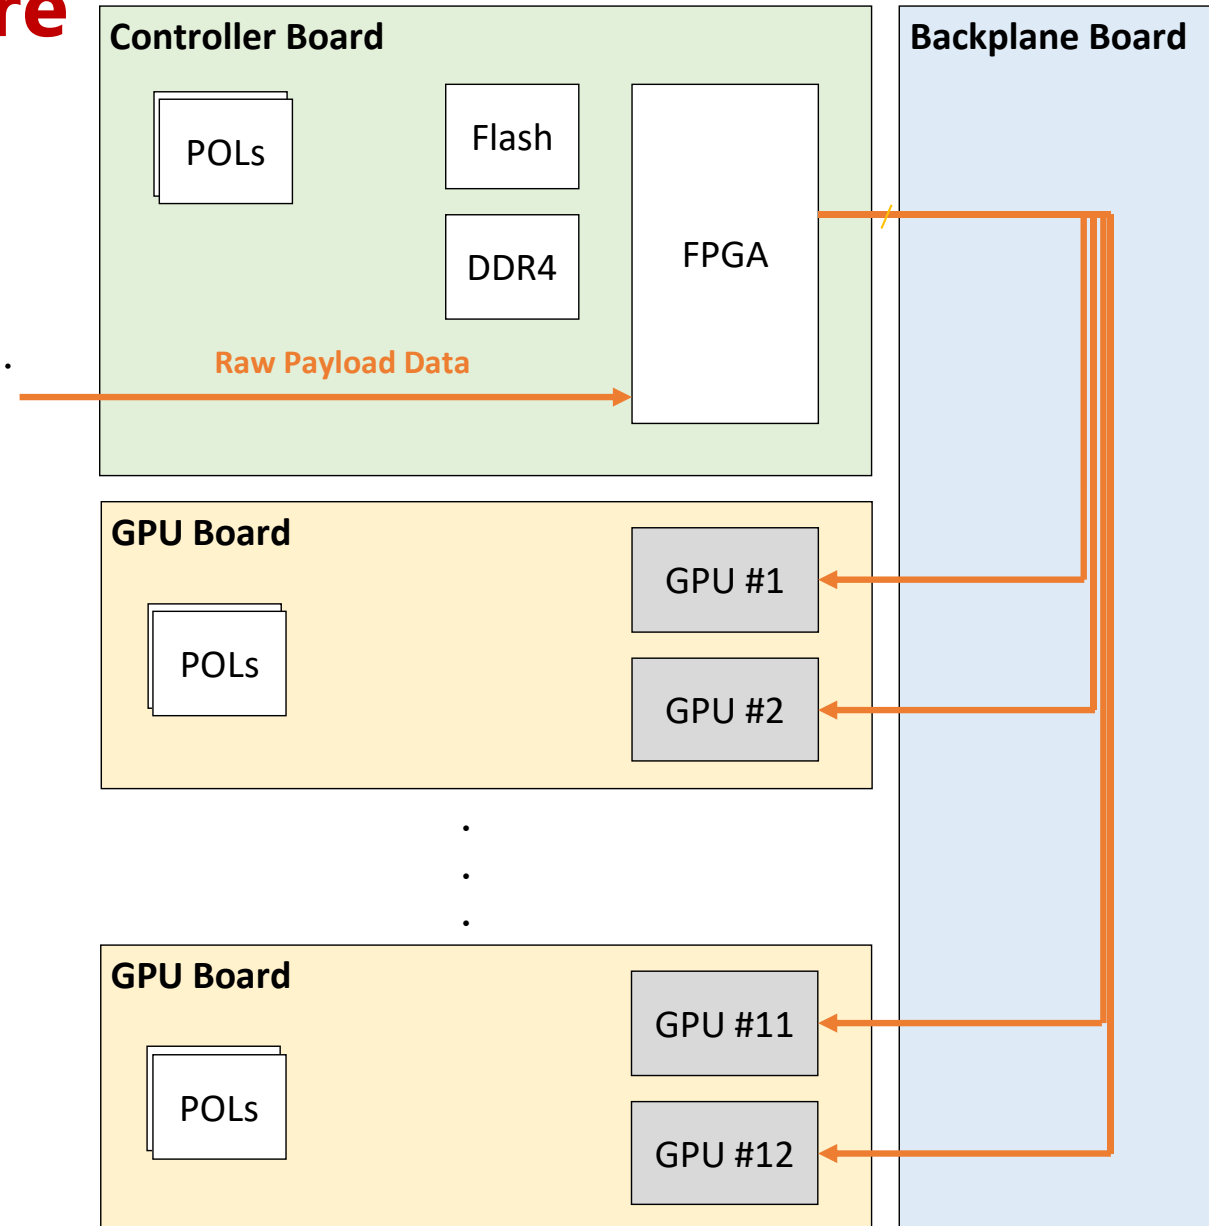 re
Controller Board
Backplane Board
POLs
Flash
DDR4
FPGA
.
Raw Payload Data
GPU Board
GPU #1
POLs
GPU #2
.
.
.
GPU Board
GPU #11
POLs
GPU #12